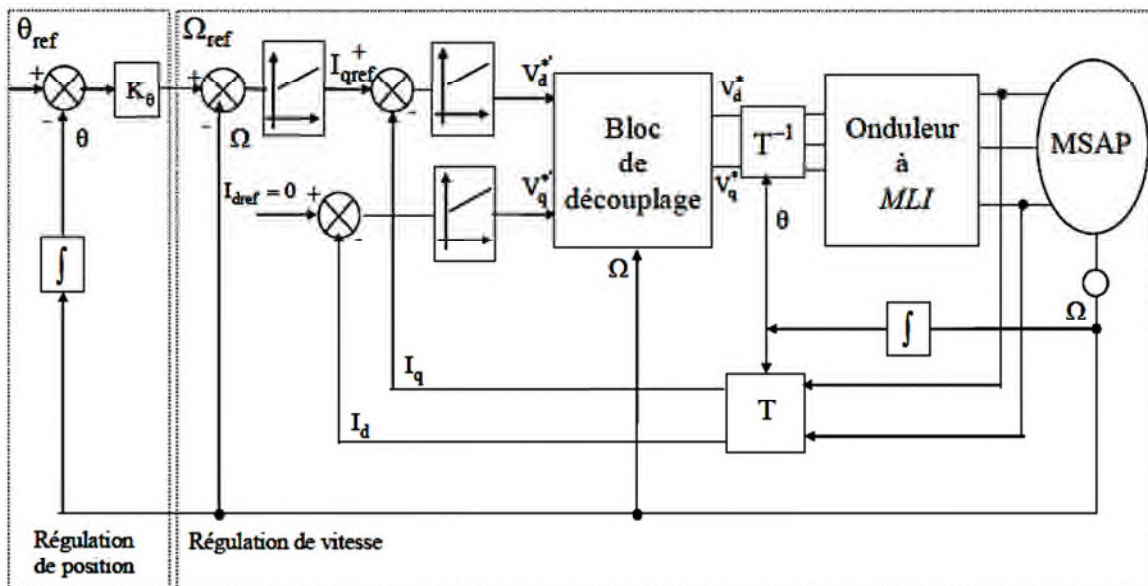 θref
+
-
θ
Kθ
∫
Régulation
de position
Ωref
+
-
Ω
Iqref
+
-
Idref = 0
+
-
Vd*'
Vq*'
Bloc
de
découplage
Ω
Vd*
Vq*
T⁻¹
θ
Onduleur
à
MLI
MSAP
Ω
∫
T
Iq
Id
Régulation de vitesse